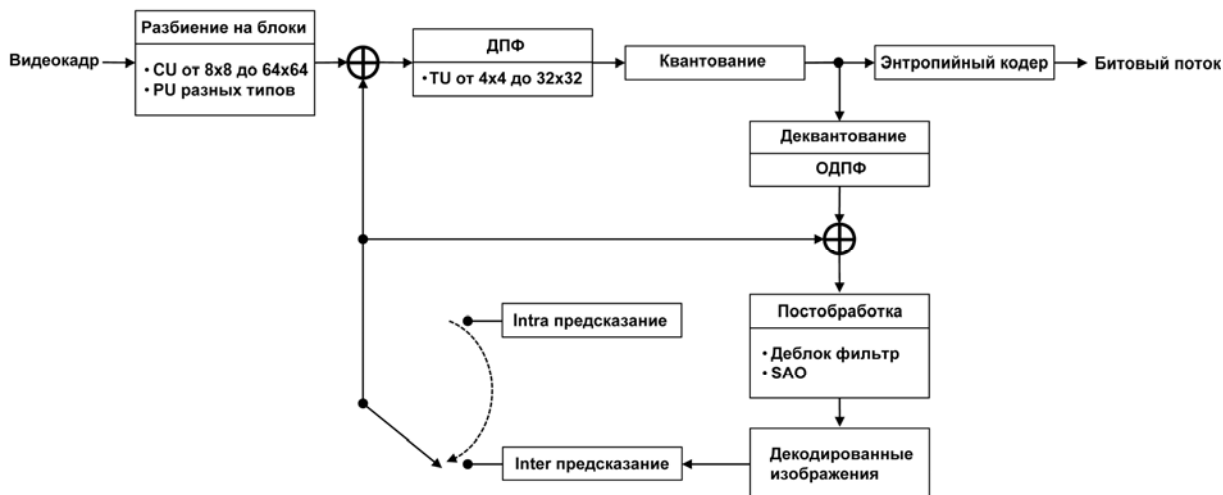 Разбиение на блоки
Видеокадр
• CU от 8x8 до 64x64
• PU разных типов
ДПФ
• TU от 4x4 до 32x32
Квантование
Энтропийный кодер
Битовый поток
Деквантование
ОДПФ
Intra предсказание
Постобработка
• Деблок фильтр
• SAO
Inter предсказание
Декодированные
изображения